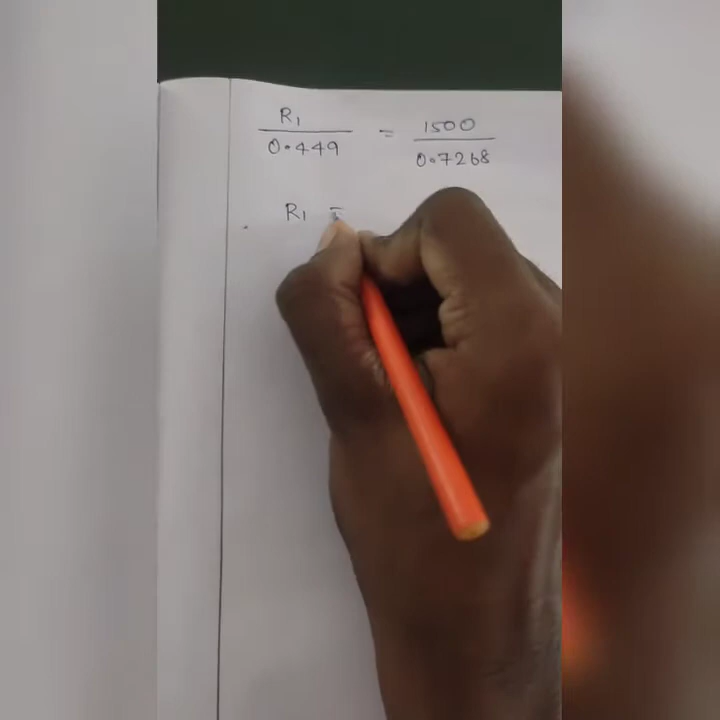 R₁ / 0.449 = 1500 / 0.7268
R₁ =